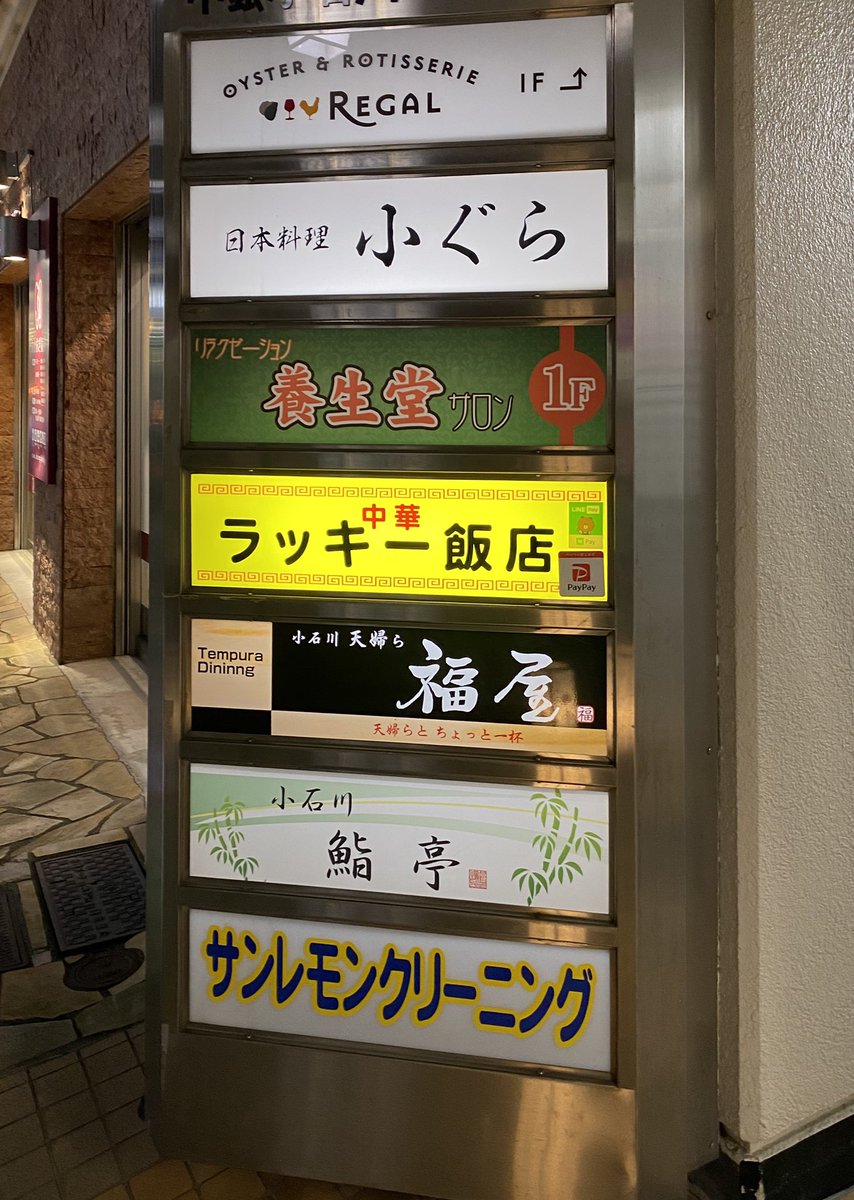 OYSTER & ROTISSERIE
REGAL
1F
日本料理 小ぐら
リラクゼーション
養生堂サロン
1F
中華
ラッキー飯店
LINE Pay
Pay
PayPay
Tempura
Dininng
小石川 天婦ら
福屋
福
天婦らと ちょっと一杯
小石川
鮨 亭
サンレモンクリーニング